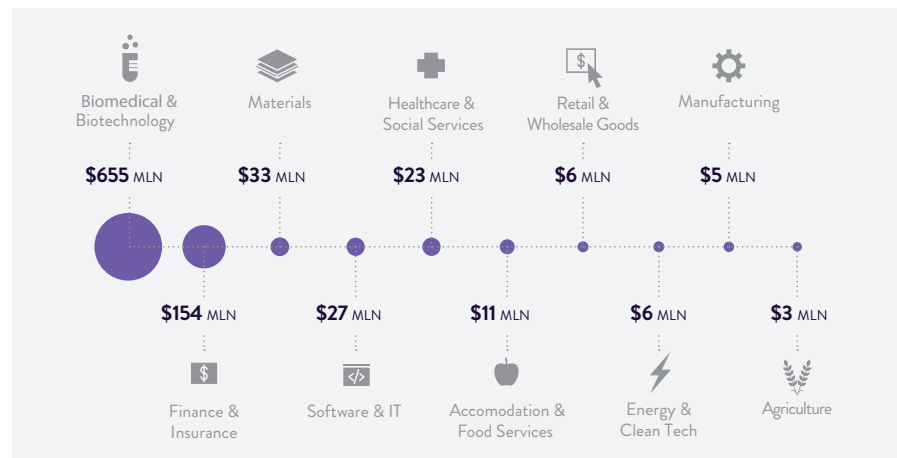 $
Biomedical &
Biotechnology
Materials
Healthcare &
Social Services
Retail &
Wholesale Goods
Manufacturing
$655 MLN
$33 MLN
$23 MLN
$6 MLN
$5 MLN
$154 MLN
$27 MLN
$11 MLN
$6 MLN
$3 MLN
$
</>
Finance &
Insurance
Software & IT
Accomodation &
Food Services
Energy &
Clean Tech
Agriculture